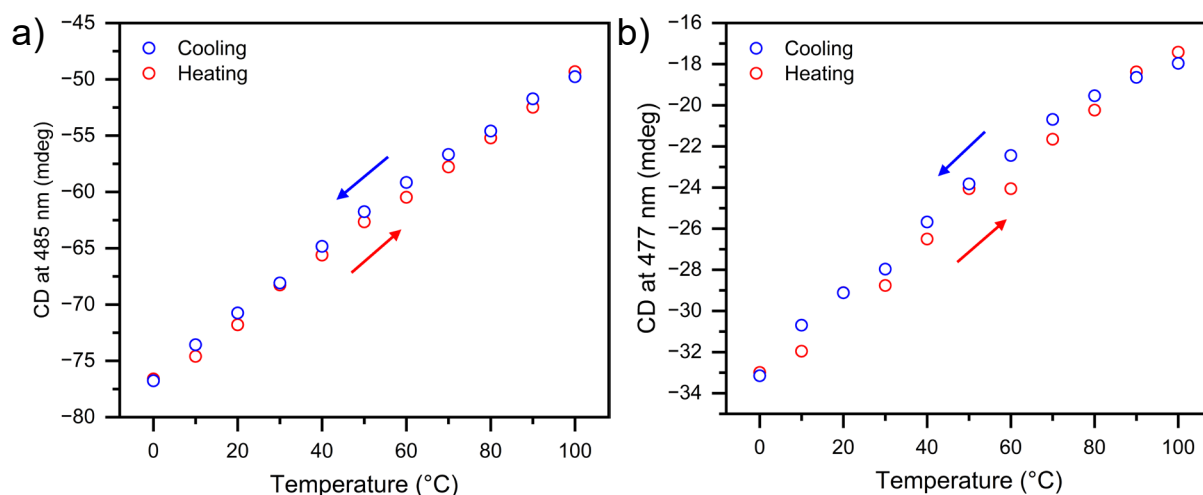 a)
Cooling
Heating
CD at 485 nm (mdeg)
−45
−50
−55
−60
−65
−70
−75
−80
0 20 40 60 80 100
Temperature (°C)
b)
Cooling
Heating
CD at 477 nm (mdeg)
−16
−18
−20
−22
−24
−26
−28
−30
−32
−34
0 20 40 60 80 100
Temperature (°C)